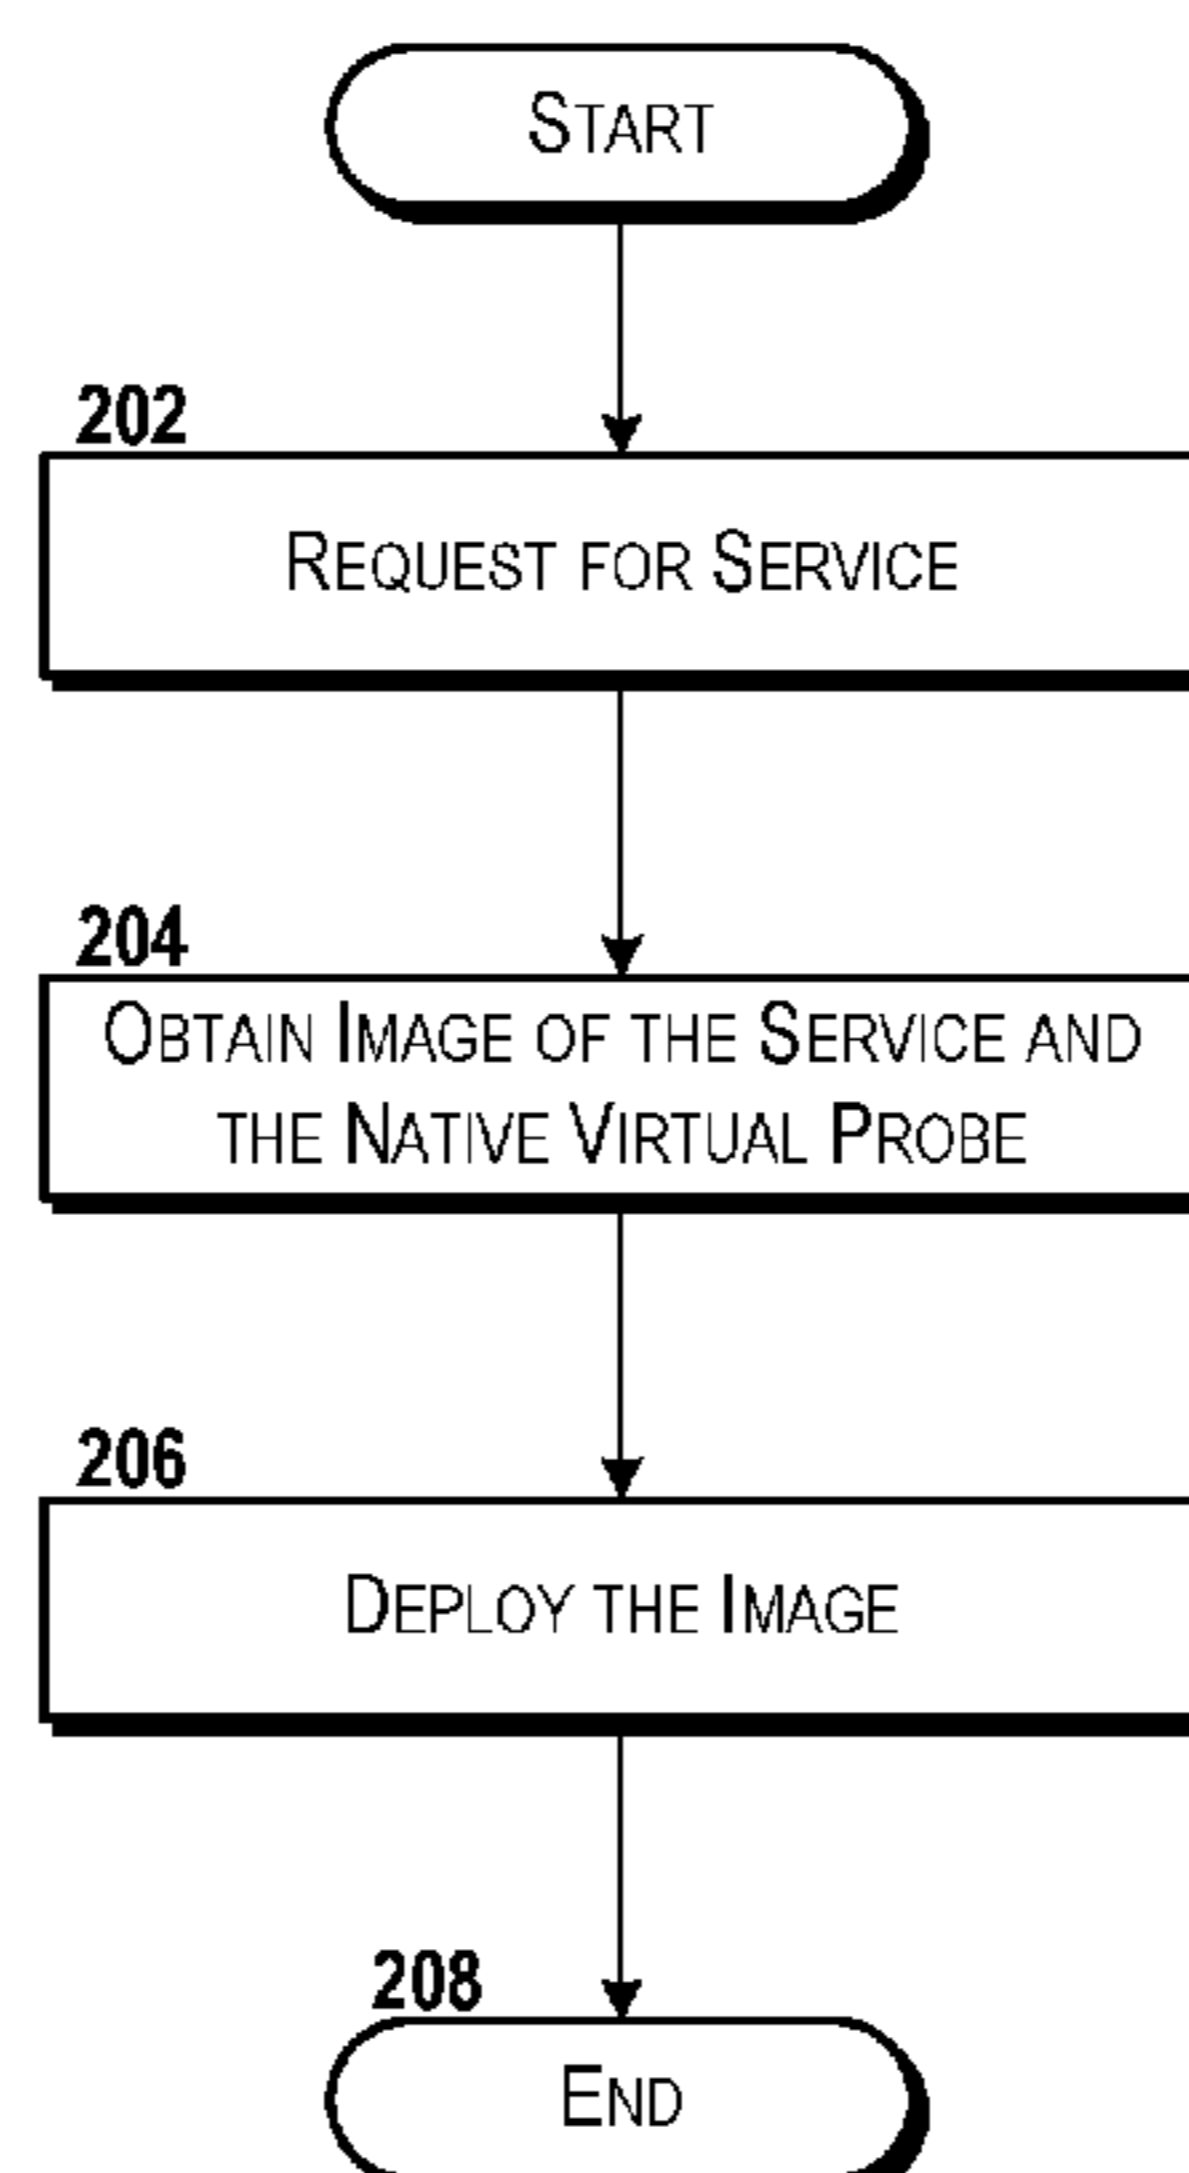 START
202
REQUEST FOR SERVICE
204
OBTAIN IMAGE OF THE SERVICE AND
THE NATIVE VIRTUAL PROBE
206
DEPLOY THE IMAGE
208
END